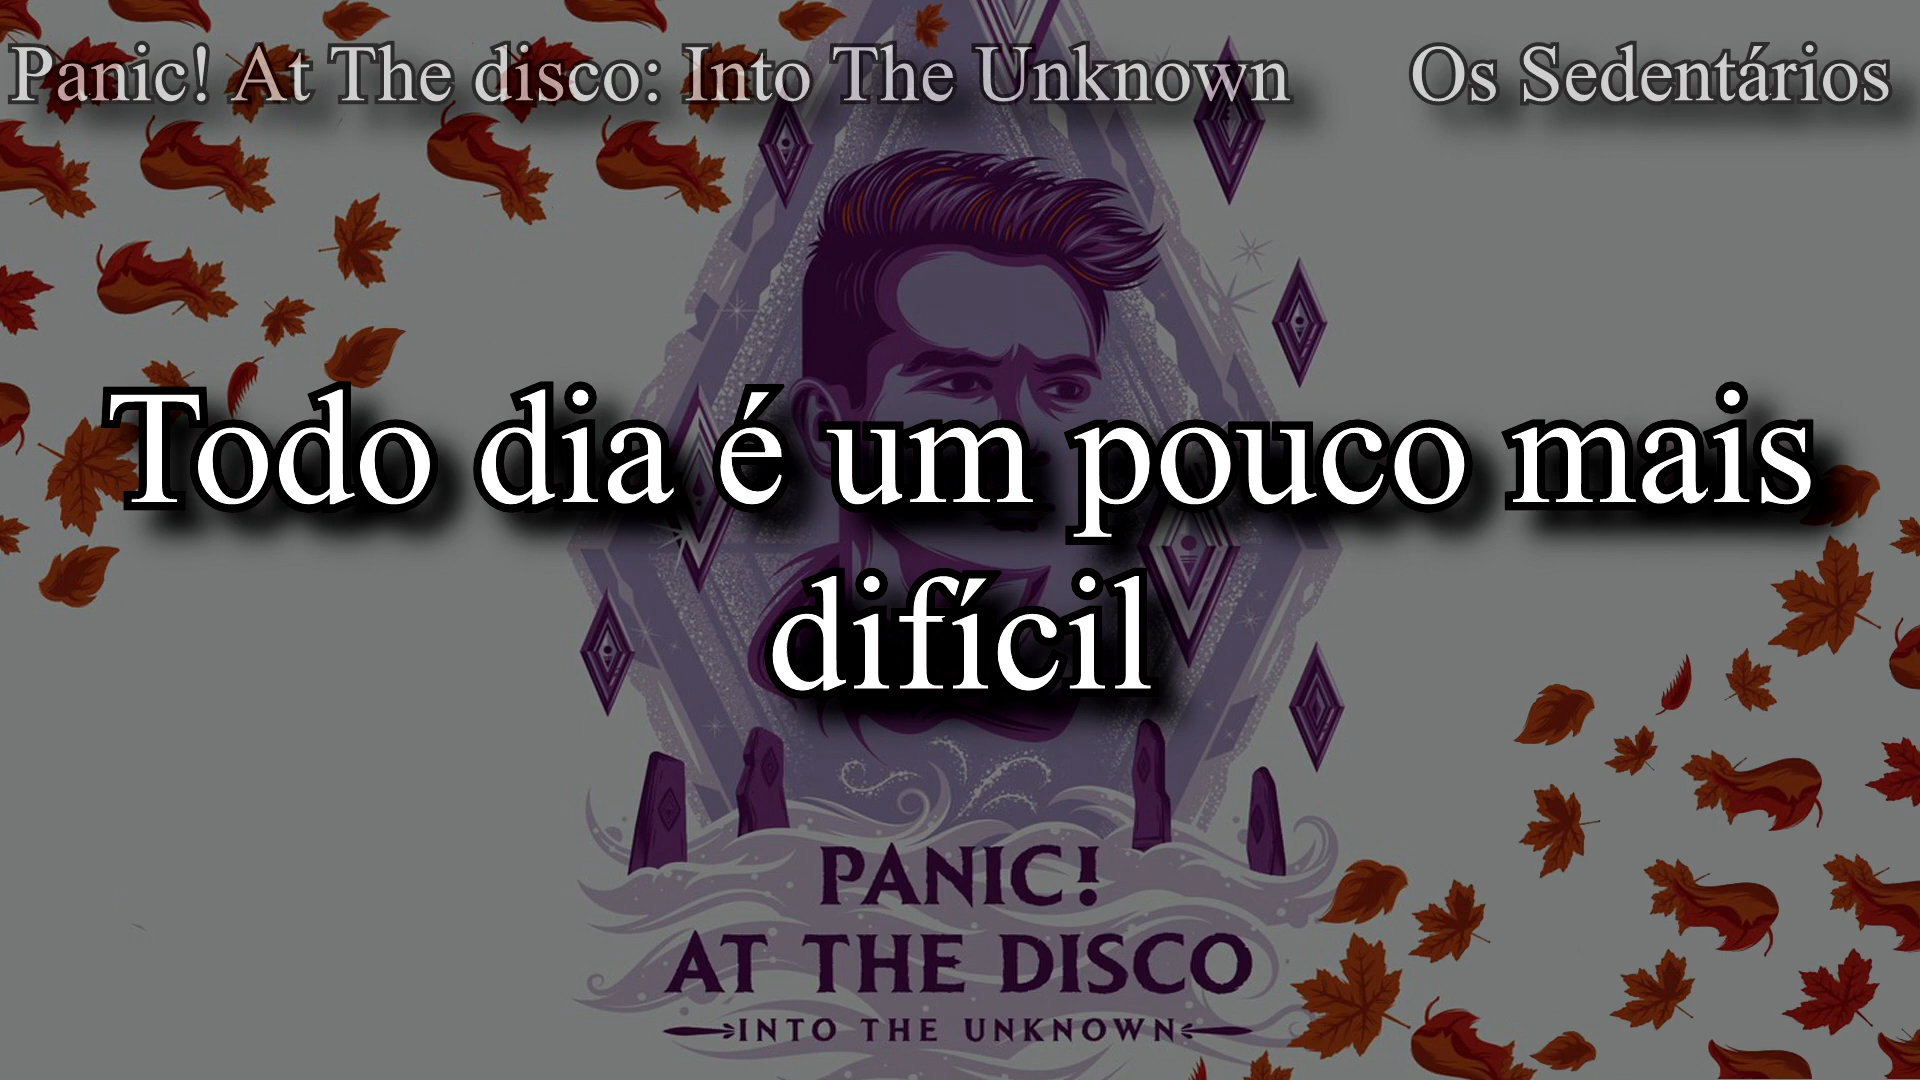 Panic! At The disco: Into The Unknown Os Sedentários
Todo dia é um pouco mais
difícil
PANIC!
AT THE DISCO
INTO THE UNKNOWN